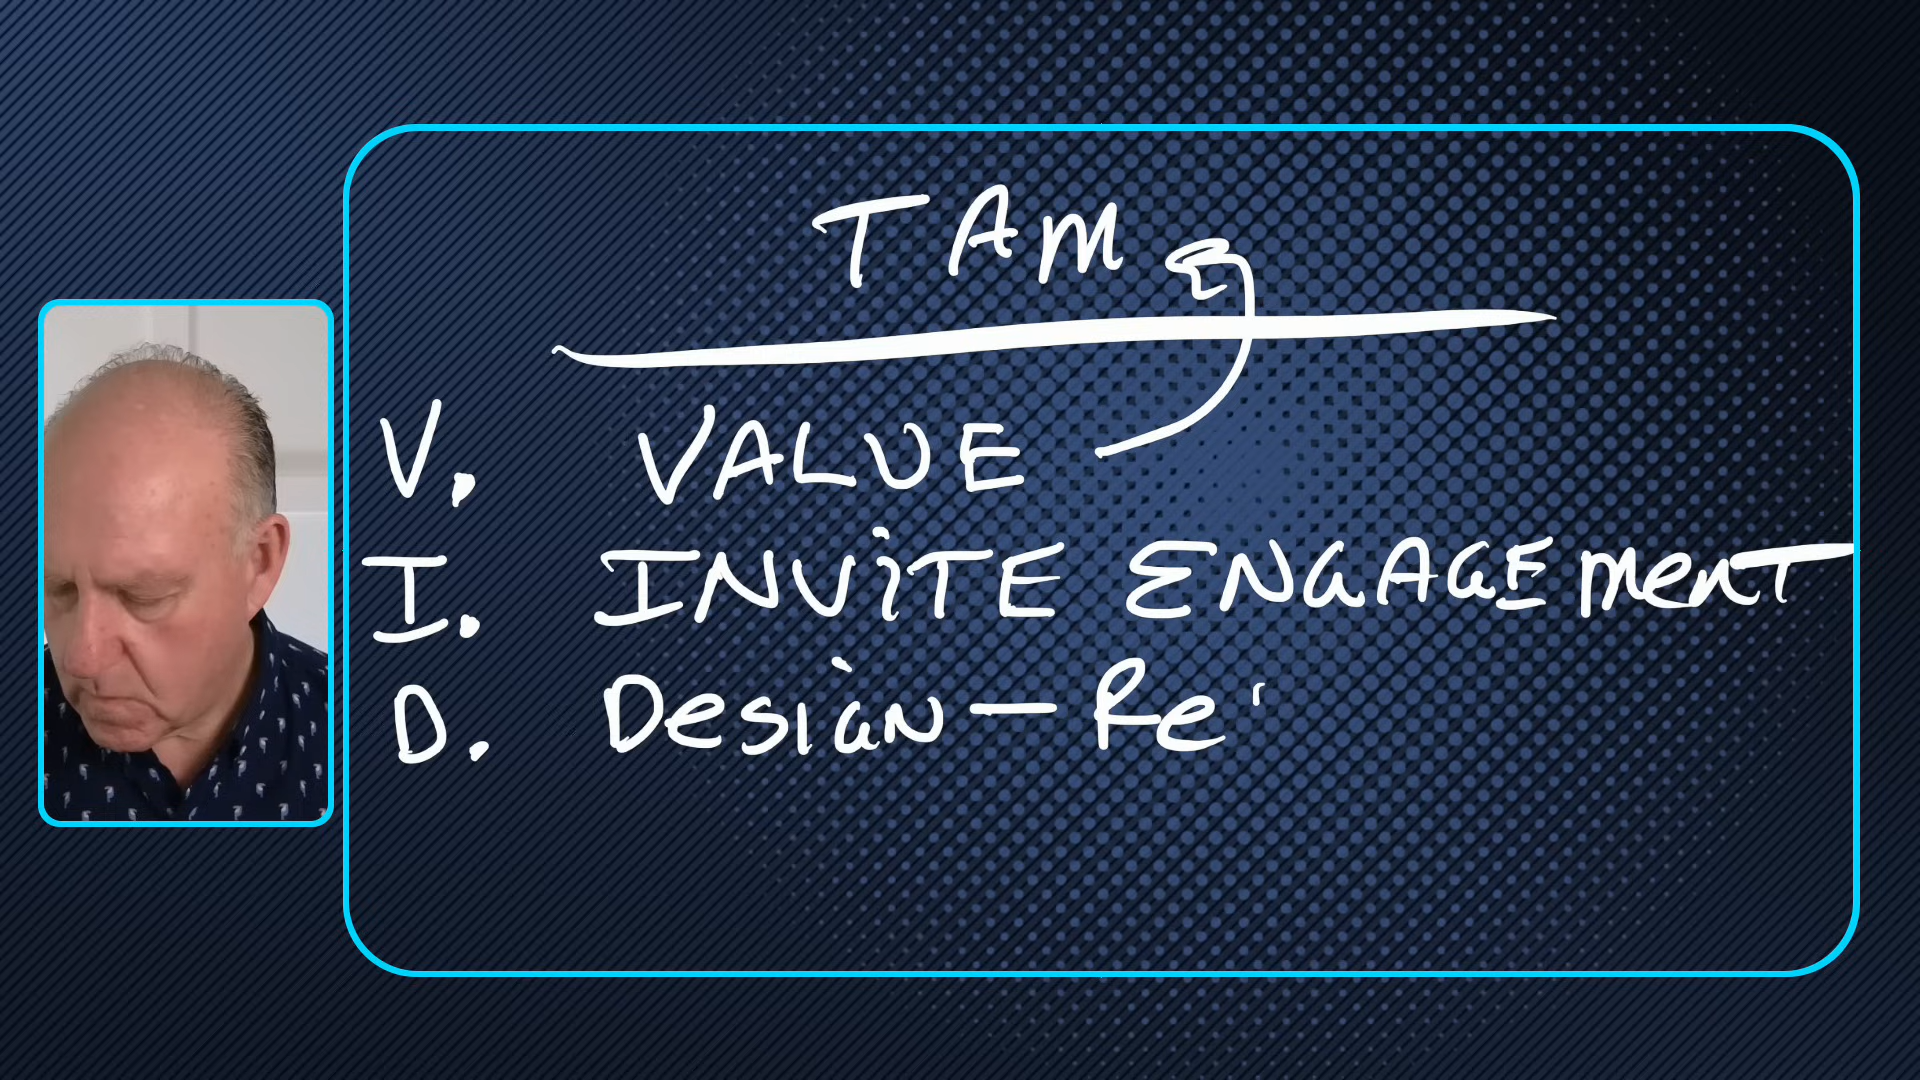 TAM
V. VALUE
I. INVITE ENGAGEMENT
D. Design — Re